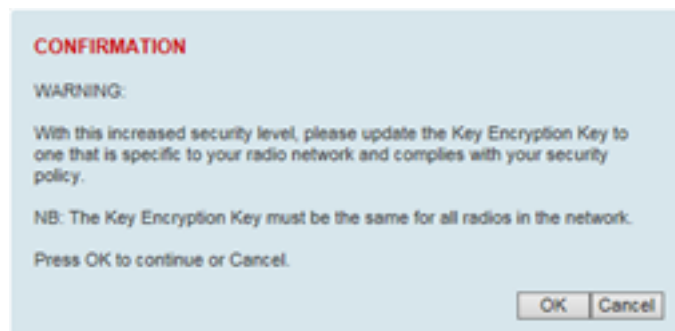 CONFIRMATION
WARNING:
With this increased security level, please update the Key Encryption Key to
one that is specific to your radio network and complies with your security
policy.
NB: The Key Encryption Key must be the same for all radios in the network.
Press OK to continue or Cancel.
OK Cancel